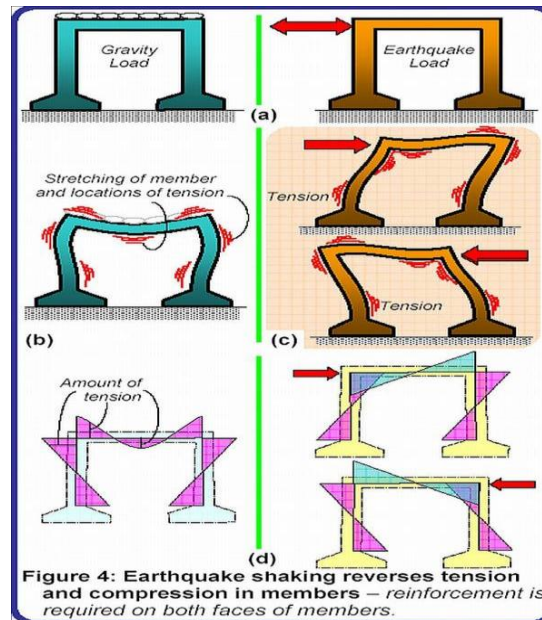 Gravity
Load
Earthquake
Load
(a)
Stretching of member
and locations of tension
Tension
Tension
(b)
(c)
Amount of
tension
(d)
Figure 4: Earthquake shaking reverses tension
and compression in members – reinforcement is
required on both faces of members.